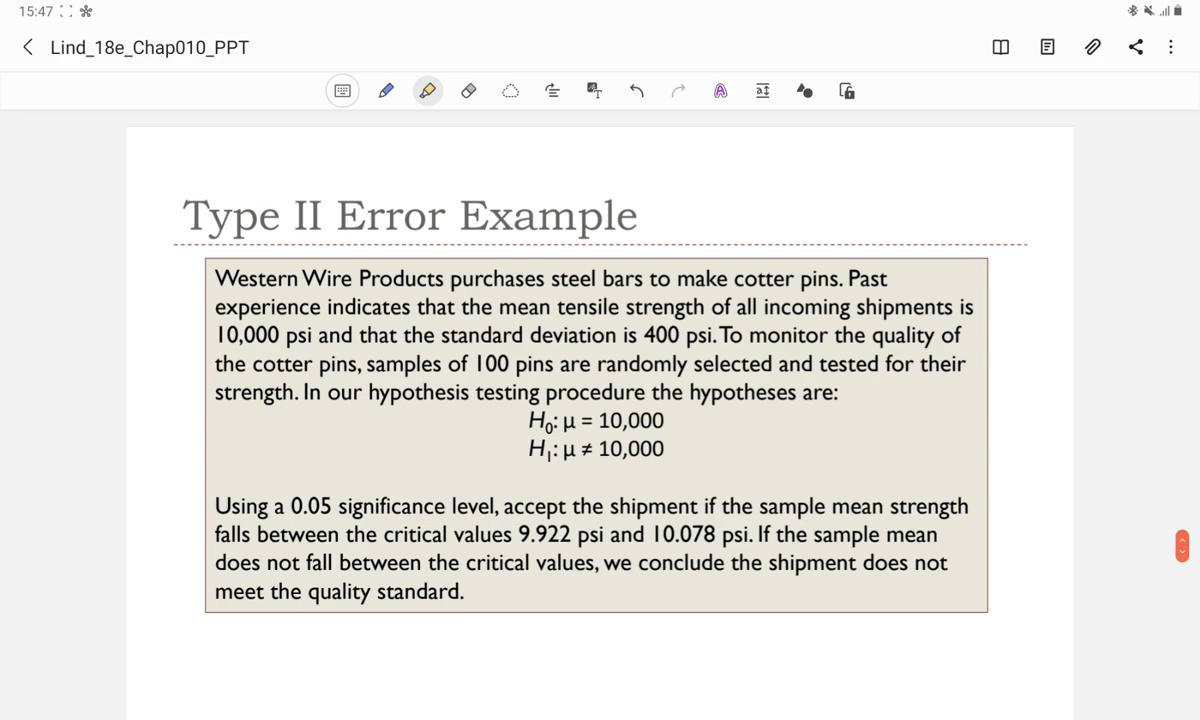 15:47
Lind_18e_Chap010_PPT
Type II Error Example
Western Wire Products purchases steel bars to make cotter pins. Past
experience indicates that the mean tensile strength of all incoming shipments is
10,000 psi and that the standard deviation is 400 psi. To monitor the quality of
the cotter pins, samples of 100 pins are randomly selected and tested for their
strength. In our hypothesis testing procedure the hypotheses are:
H₀: µ = 10,000
H₁: µ ≠ 10,000
Using a 0.05 significance level, accept the shipment if the sample mean strength
falls between the critical values 9.922 psi and 10.078 psi. If the sample mean
does not fall between the critical values, we conclude the shipment does not
meet the quality standard.